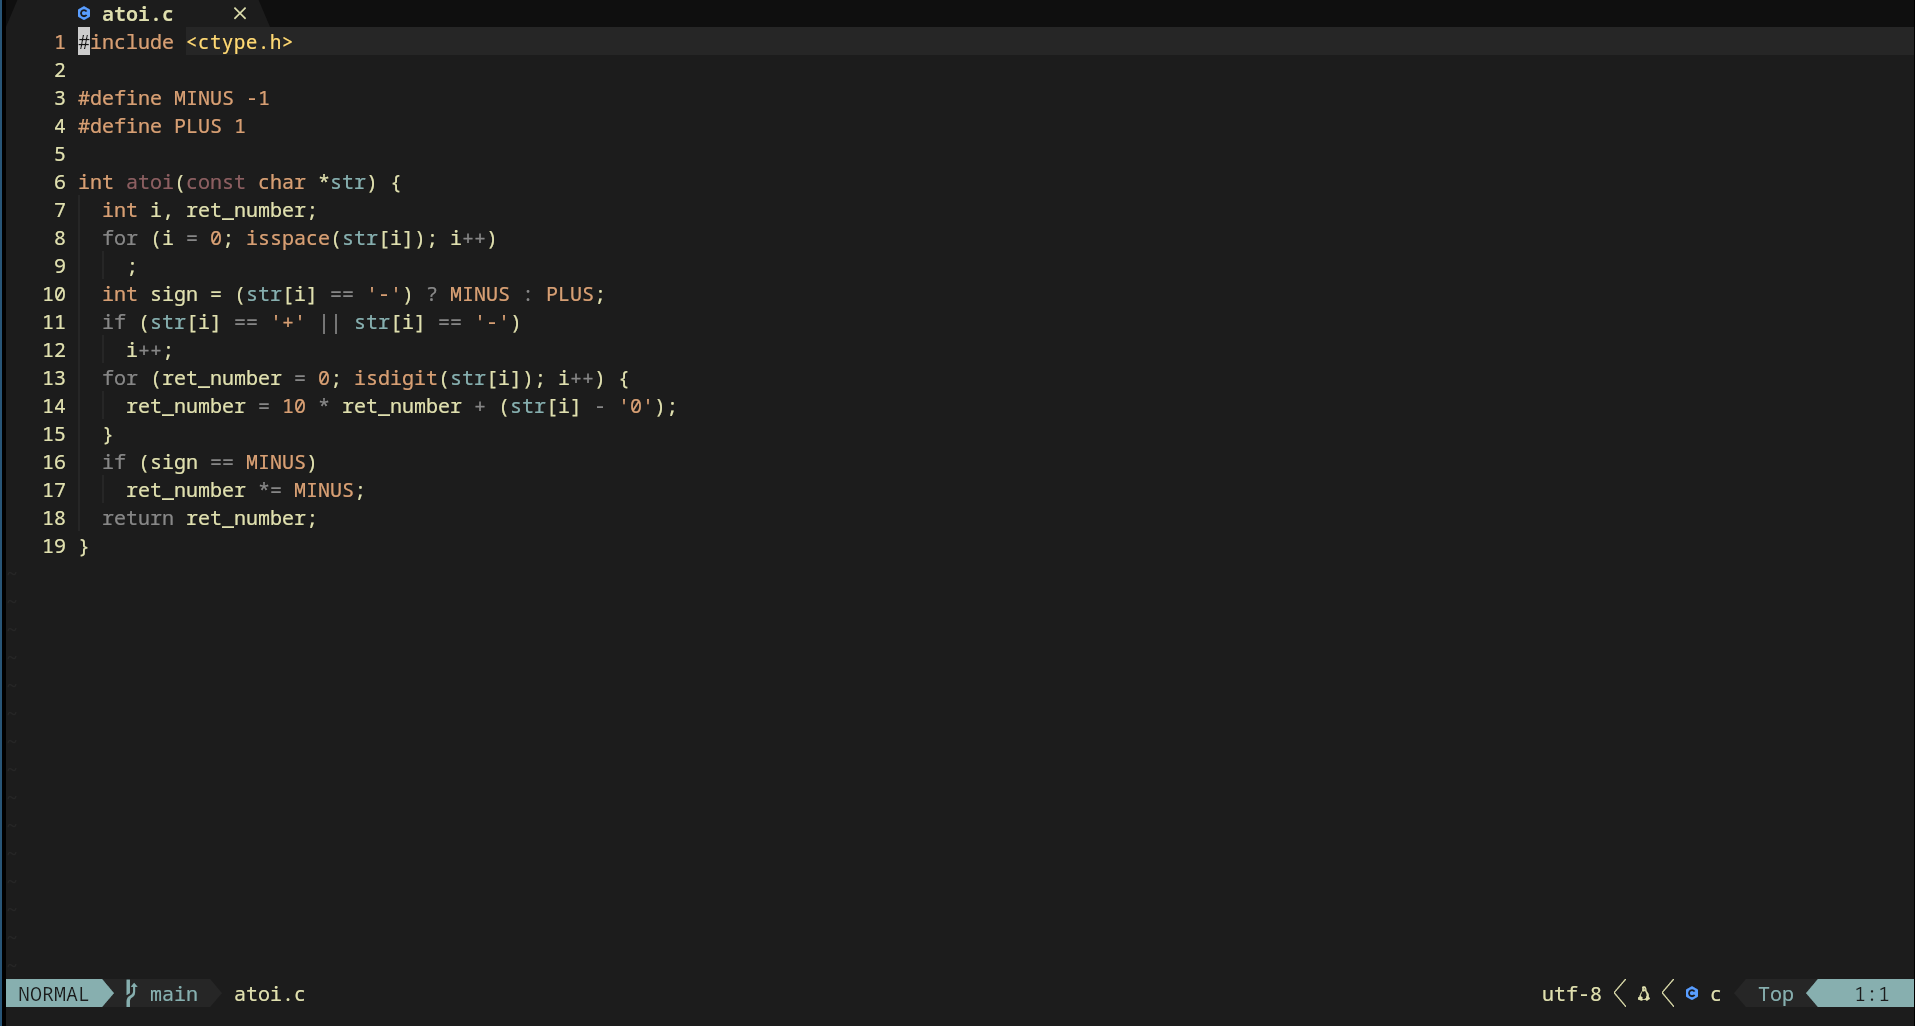 atoi.c ×
1 #include <ctype.h>
2
3 #define MINUS -1
4 #define PLUS 1
5
6 int atoi(const char *str) {
7   int i, ret_number;
8   for (i = 0; isspace(str[i]); i++)
9     ;
10   int sign = (str[i] == '-') ? MINUS : PLUS;
11   if (str[i] == '+' || str[i] == '-')
12     i++;
13   for (ret_number = 0; isdigit(str[i]); i++) {
14     ret_number = 10 * ret_number + (str[i] - '0');
15   }
16   if (sign == MINUS)
17     ret_number *= MINUS;
18   return ret_number;
19 }
NORMAL main atoi.c utf-8 c Top 1:1